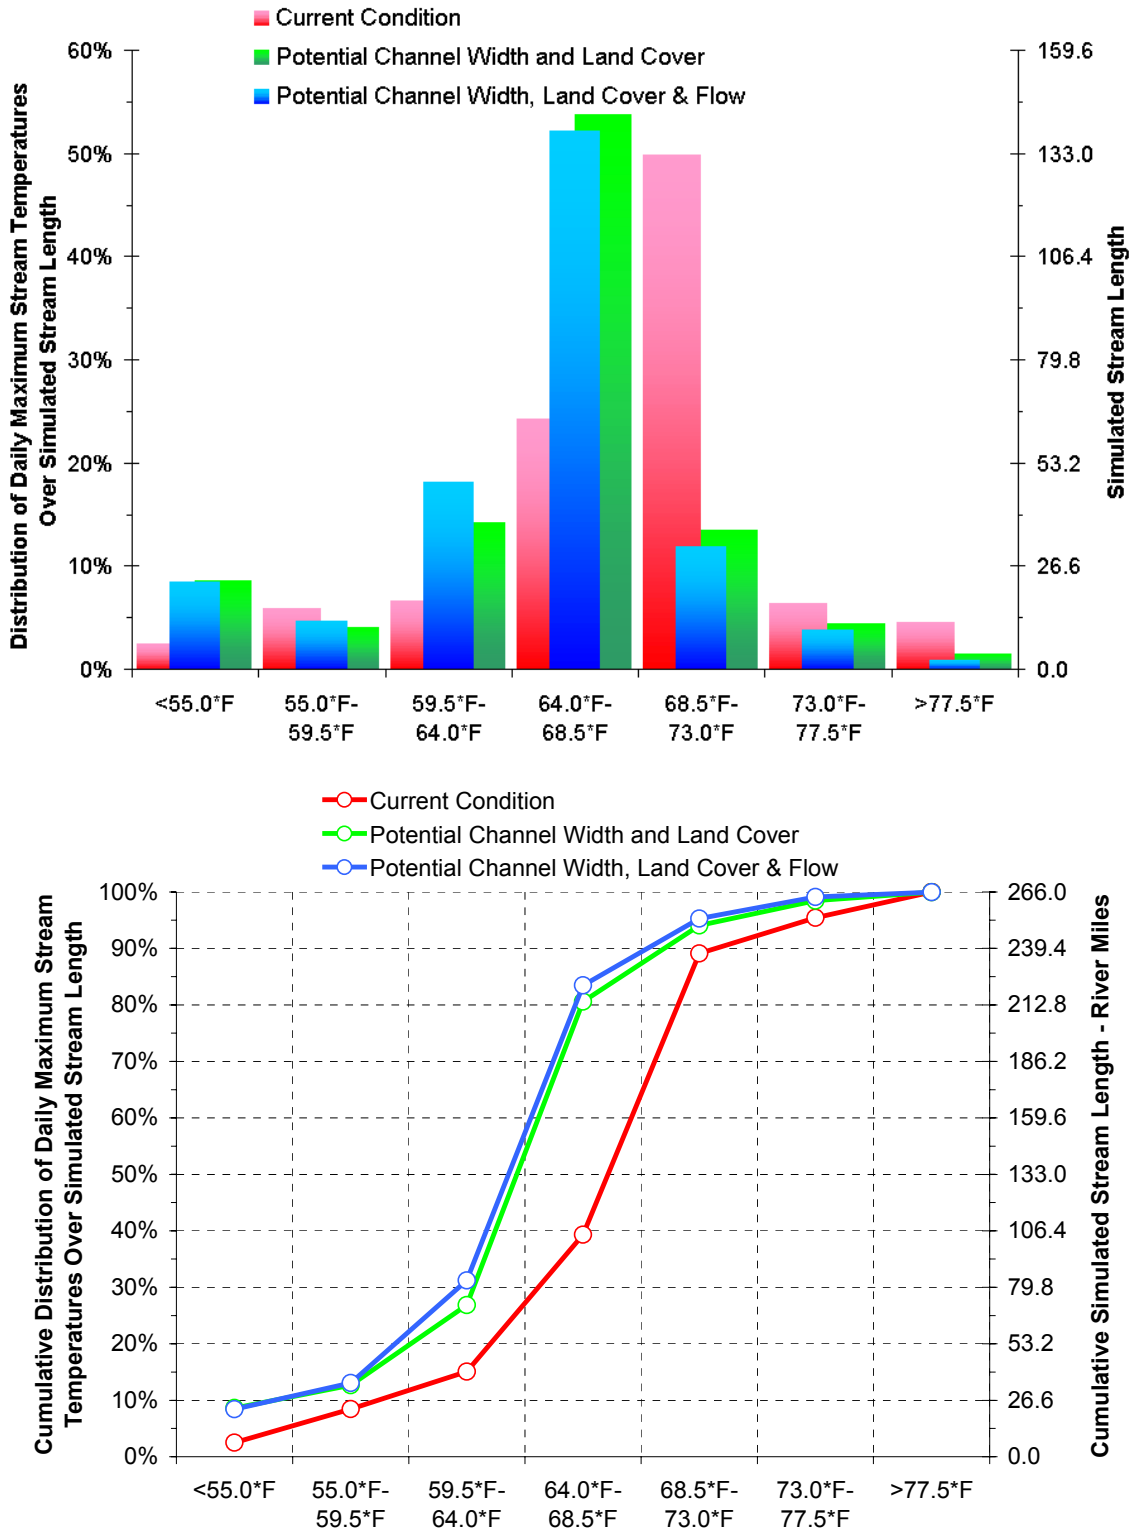 Current Condition
Potential Channel Width and Land Cover
Potential Channel Width, Land Cover & Flow
Distribution of Daily Maximum Stream Temperatures
Over Simulated Stream Length
60%
50%
40%
30%
20%
10%
0%
159.6
133.0
106.4
79.8
53.2
26.6
0.0
Simulated Stream Length
<55.0*F
55.0*F-
59.5*F
59.5*F-
64.0*F
64.0*F-
68.5*F
68.5*F-
73.0*F
73.0*F-
77.5*F
>77.5*F
Current Condition
Potential Channel Width and Land Cover
Potential Channel Width, Land Cover & Flow
Cumulative Distribution of Daily Maximum Stream
Temperatures Over Simulated Stream Length
100%
90%
80%
70%
60%
50%
40%
30%
20%
10%
0%
266.0
239.4
212.8
186.2
159.6
133.0
106.4
79.8
53.2
26.6
0.0
Cumulative Simulated Stream Length - River Miles
<55.0*F
55.0*F-
59.5*F
59.5*F-
64.0*F
64.0*F-
68.5*F
68.5*F-
73.0*F
73.0*F-
77.5*F
>77.5*F